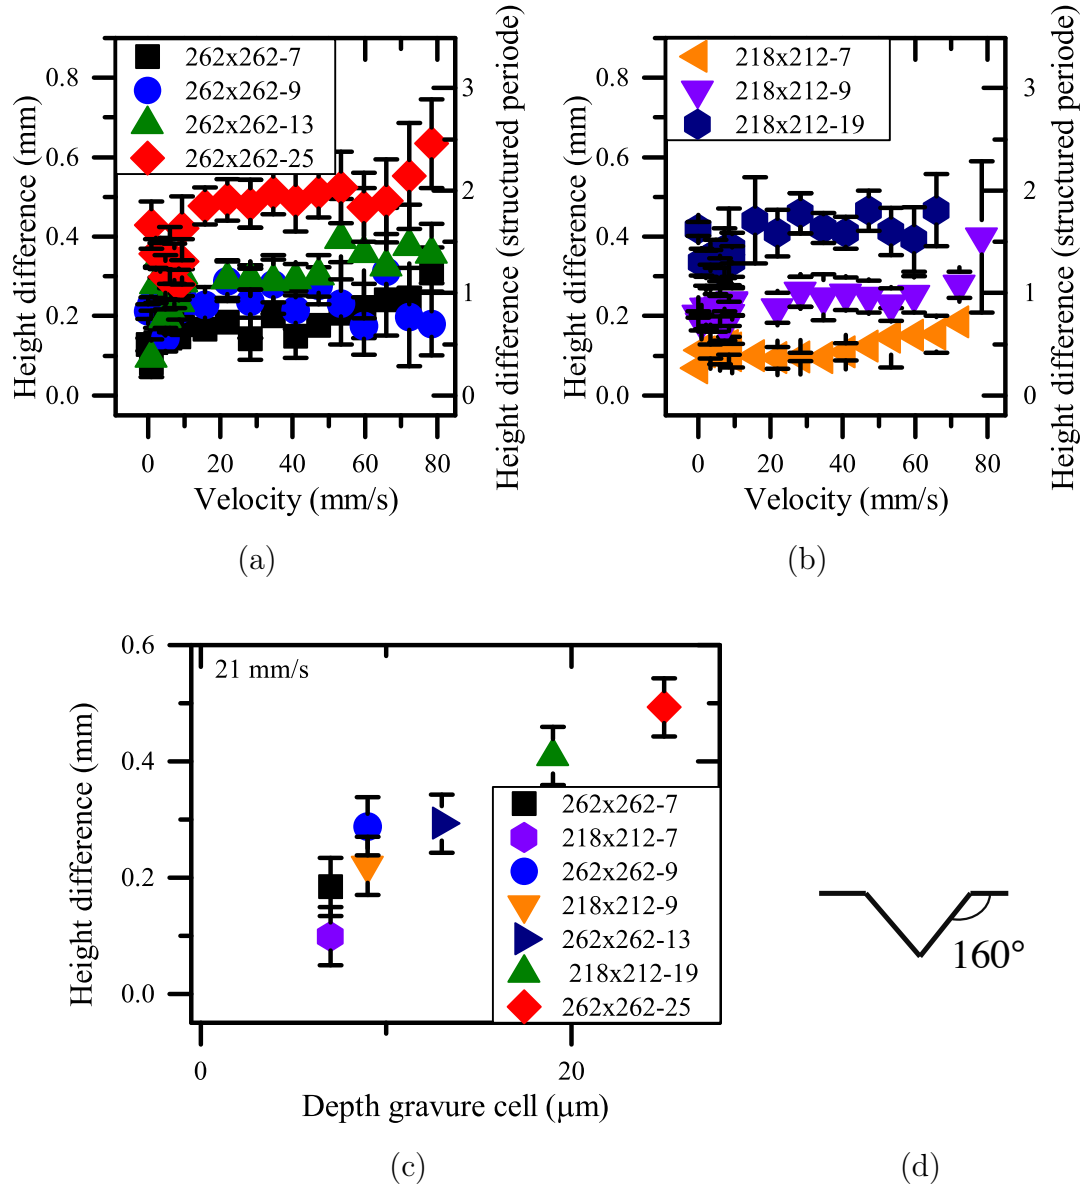 262x262-7
262x262-9
262x262-13
262x262-25
0.8
0.6
0.4
0.2
0.0
3
2
1
0
0 20 40 60 80
Height difference (mm)
Height difference (structured periode)
Velocity (mm/s)
(a)
218x212-7
218x212-9
218x212-19
0.8
0.6
0.4
0.2
0.0
3
2
1
0
0 20 40 60 80
Height difference (mm)
Height difference (structured periode)
Velocity (mm/s)
(b)
21 mm/s
0.6
0.4
0.2
0.0
Height difference (mm)
262x262-7
218x212-7
262x262-9
218x212-9
262x262-13
218x212-19
262x262-25
0 20
Depth gravure cell (μm)
(c)
160°
(d)